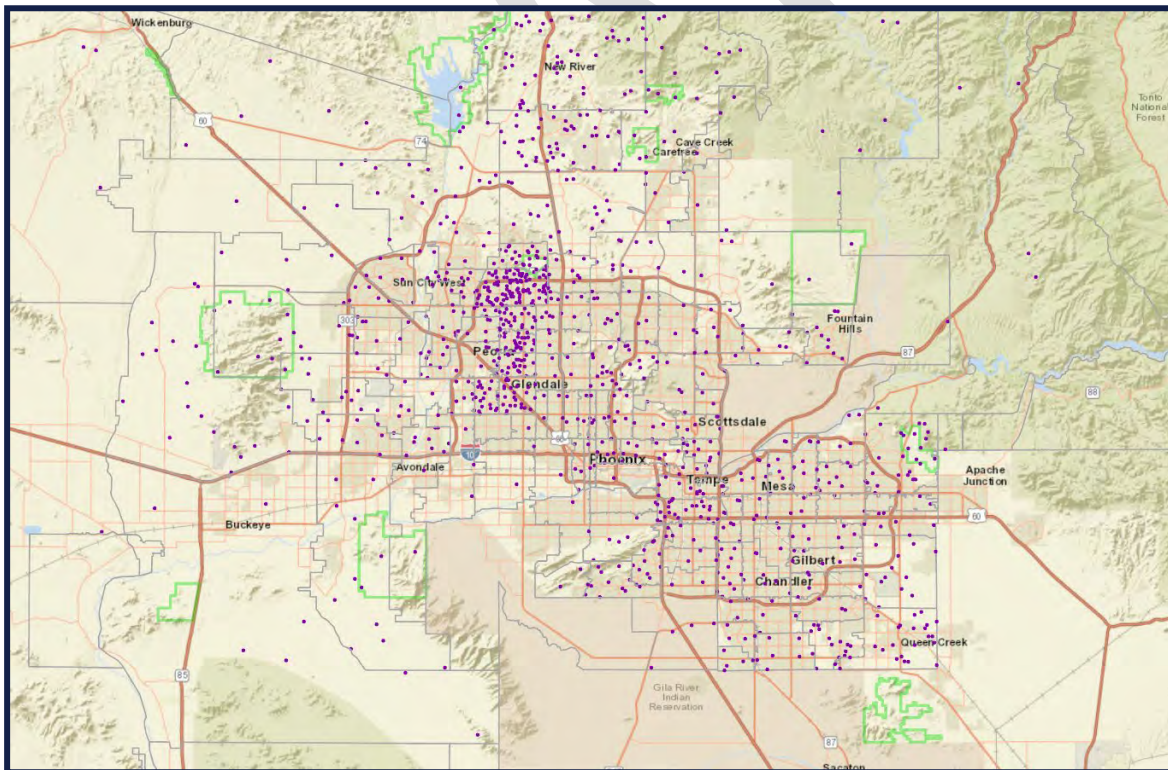 Wickenburg
New River
60
74
Tonto
National
Forest
Cave Creek
Carefree
Sun City West
303
Fountain
Hills
87
88
Glendale
Scottsdale
60
10
Phoenix
Avondale
Tempe
Mesa
Apache
Junction
Buckeye
60
Gilbert
Chandler
Queen Creek
85
Gila River
Indian
Reservation
87
Sacaton